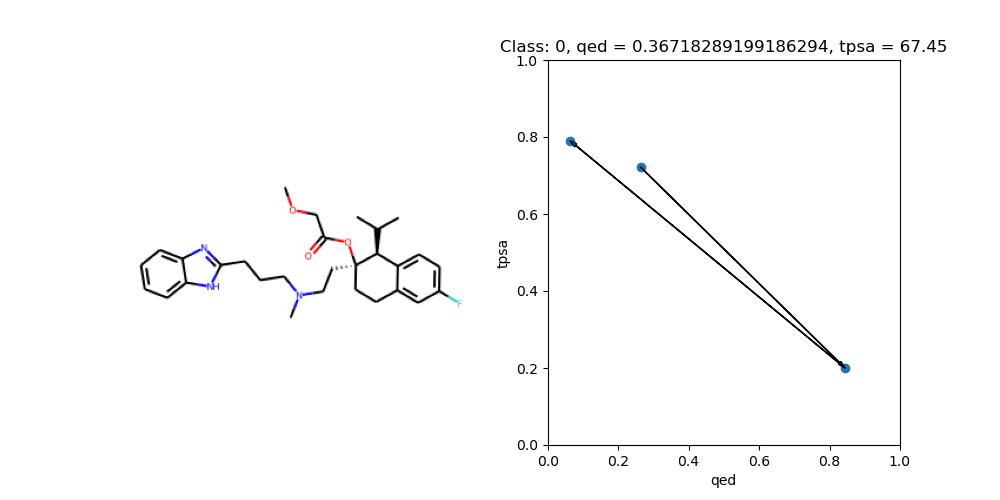 Class: 0, qed = 0.36718289199186294, tpsa = 67.45
1.0
0.8
0.6
0.4
0.2
0.0
tpsa
0.0 0.2 0.4 0.6 0.8 1.0
qed
O
O
O
N
NH
N
F